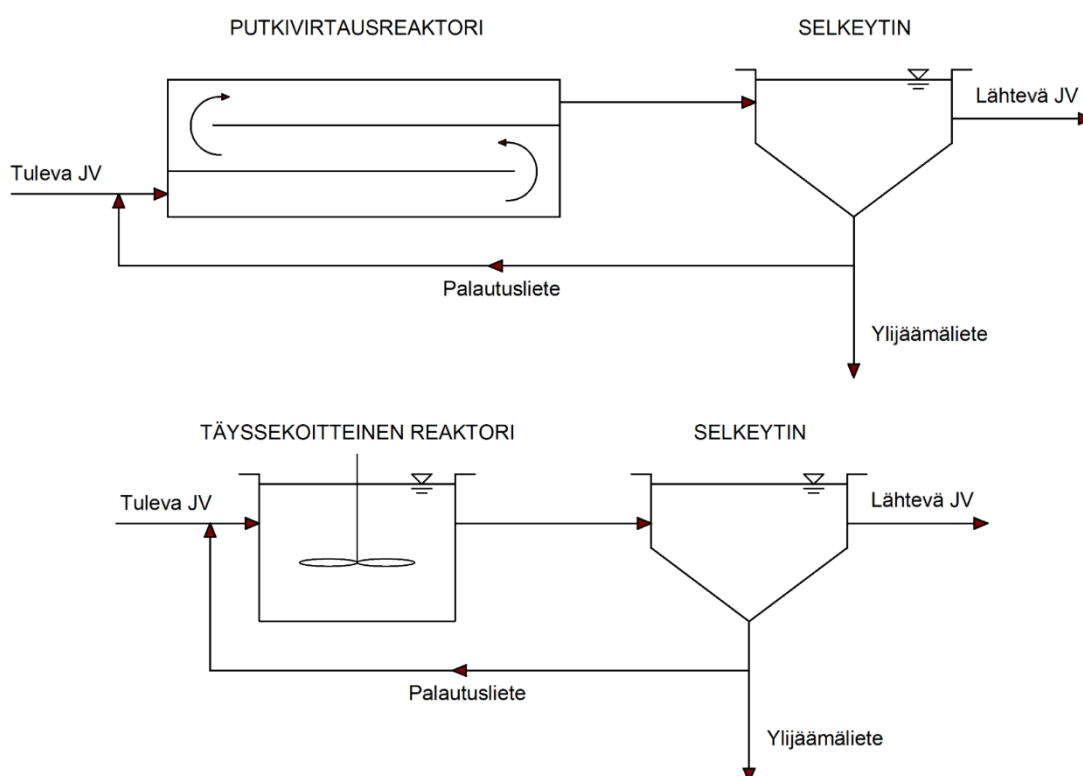 PUTKIVIRTAUSREAKTORI
SELKEYTIN
Lähtevä JV
Tuleva JV
Palautusliete
Ylijäämäliete
TÄYSSEKOITTEINEN REAKTORI
SELKEYTIN
Tuleva JV
Lähtevä JV
Palautusliete
Ylijäämäliete